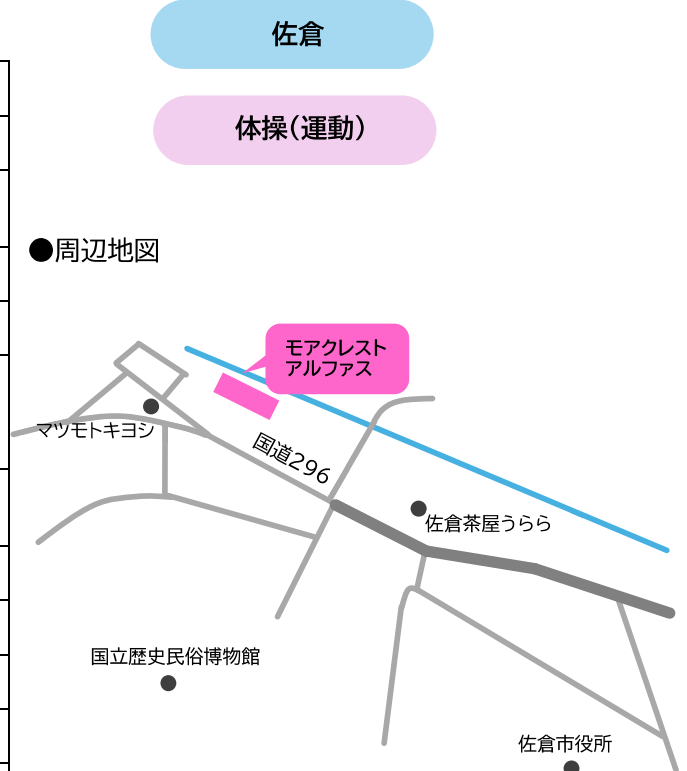 佐倉
体操（運動）
●周辺地図
モアクレスト
アルファス
マツモトキヨシ
国道296
佐倉茶屋うらら
国立歴史民俗博物館
佐倉市役所